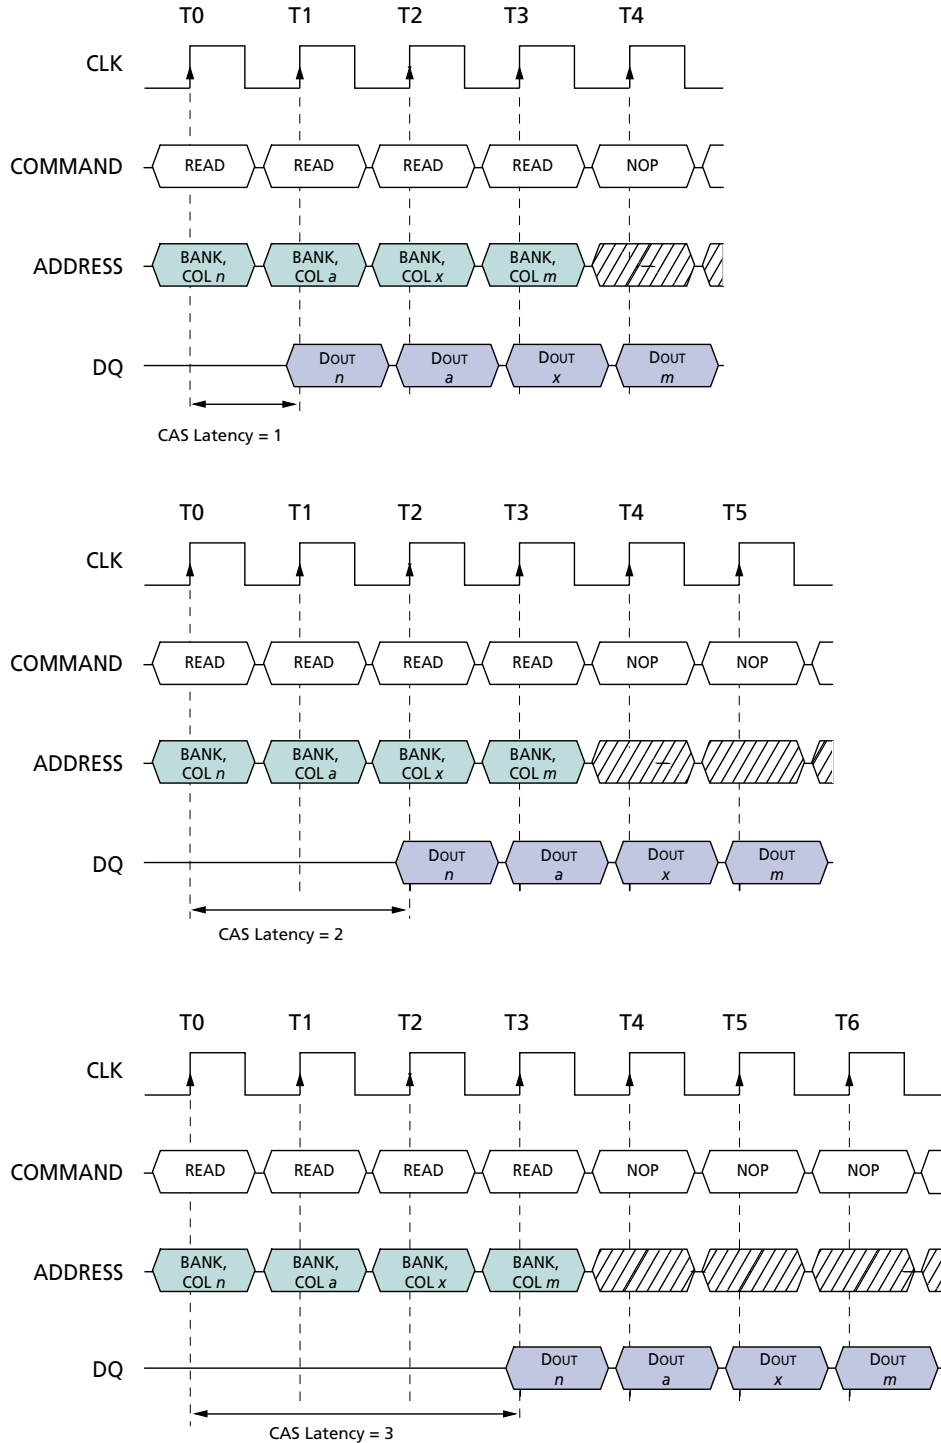 T0 T1 T2 T3 T4
CLK
COMMAND READ READ READ READ NOP
ADDRESS BANK, COL n BANK, COL a BANK, COL x BANK, COL m
DQ DOUT n DOUT a DOUT x DOUT m
CAS Latency = 1
T0 T1 T2 T3 T4 T5
CLK
COMMAND READ READ READ READ NOP NOP
ADDRESS BANK, COL n BANK, COL a BANK, COL x BANK, COL m
DQ DOUT n DOUT a DOUT x DOUT m
CAS Latency = 2
T0 T1 T2 T3 T4 T5 T6
CLK
COMMAND READ READ READ READ NOP NOP NOP
ADDRESS BANK, COL n BANK, COL a BANK, COL x BANK, COL m
DQ DOUT n DOUT a DOUT x DOUT m
CAS Latency = 3